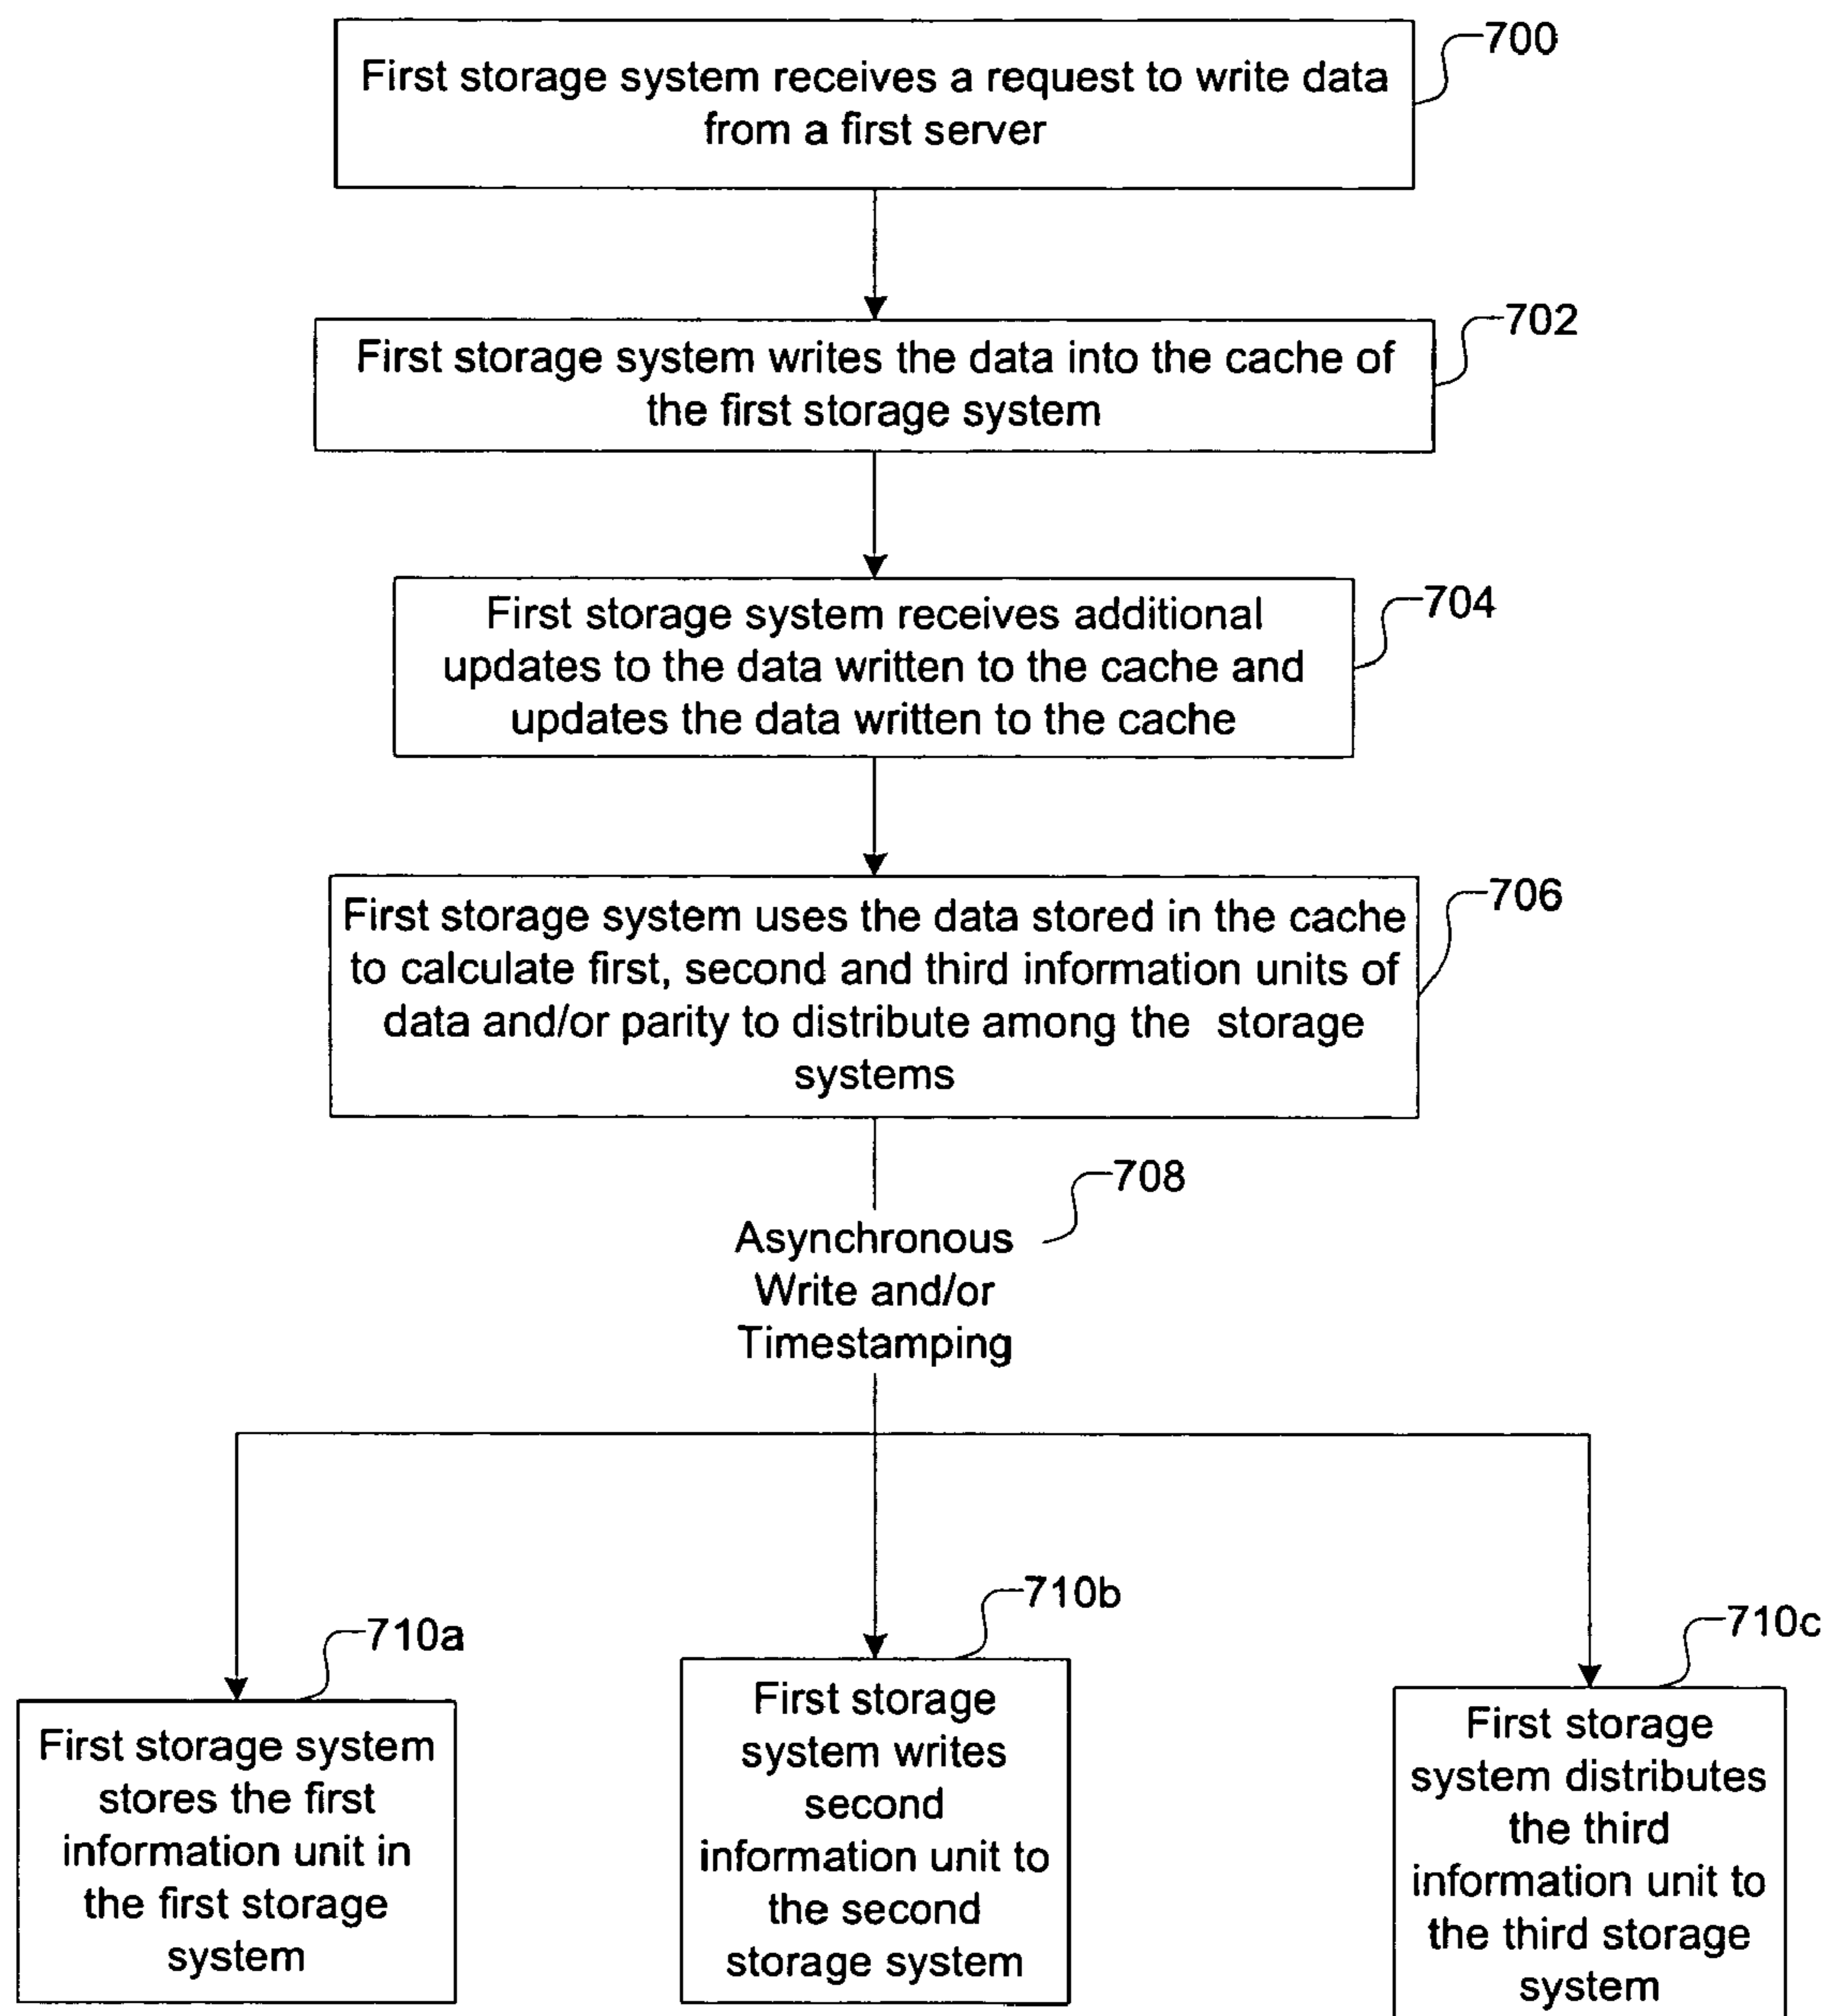 700
First storage system receives a request to write data
from a first server
702
First storage system writes the data into the cache of
the first storage system
704
First storage system receives additional
updates to the data written to the cache and
updates the data written to the cache
706
First storage system uses the data stored in the cache
to calculate first, second and third information units of
data and/or parity to distribute among the storage
systems
708
Asynchronous
Write and/or
Timestamping
710a
First storage system
stores the first
information unit in
the first storage
system
710b
First storage
system writes
second
information unit to
the second
storage system
710c
First storage
system distributes
the third
information unit to
the third storage
system